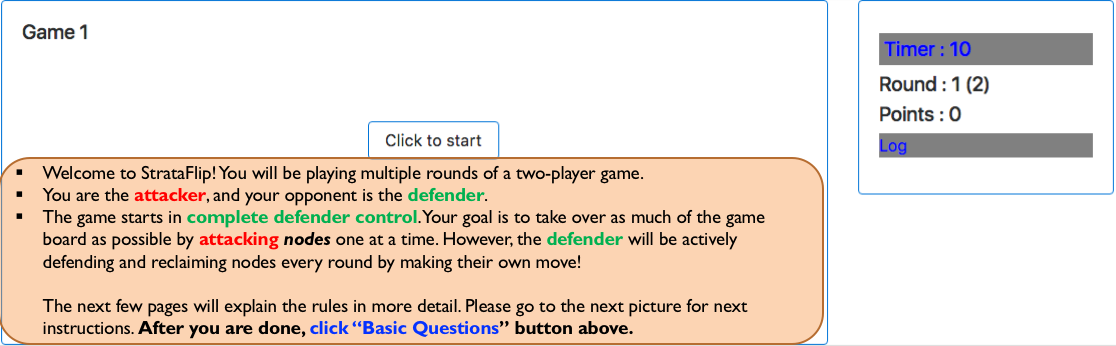 Game 1
Click to start
▪ Welcome to StrataFlip! You will be playing multiple rounds of a two-player game.
▪ You are the attacker, and your opponent is the defender.
▪ The game starts in complete defender control. Your goal is to take over as much of the game
board as possible by attacking nodes one at a time. However, the defender will be actively
defending and reclaiming nodes every round by making their own move!
The next few pages will explain the rules in more detail. Please go to the next picture for next
instructions. After you are done, click “Basic Questions” button above.
Timer : 10
Round : 1 (2)
Points : 0
Log